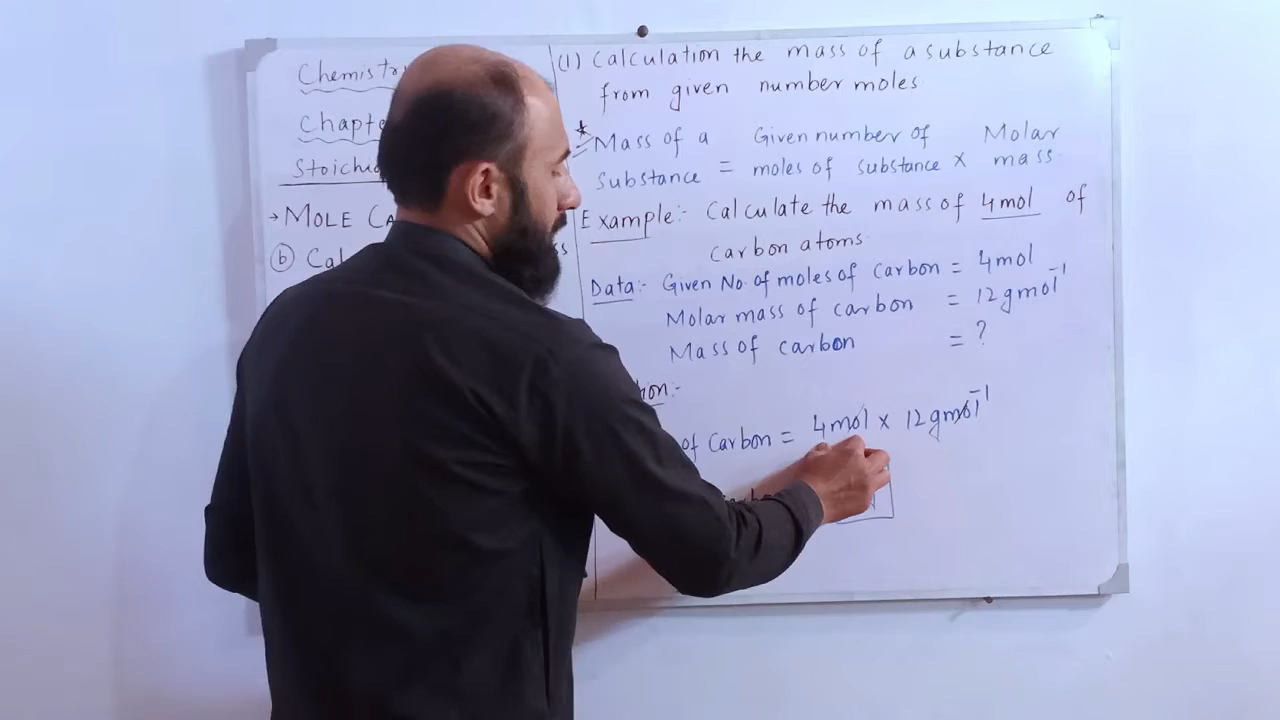 Chemistr
Chapte
Stoichi
→ MOLE CA
(b) Cal
(1) Calculation the mass of a substance
from given number moles
* Mass of a Given number of Molar
Substance = moles of substance × mass
Example:- Calculate the mass of 4mol of
carbon atoms
Data:- Given No. of moles of carbon = 4mol
Molar mass of carbon = 12gmol⁻¹
Mass of carbon = ?
of Carbon = 4mol × 12gmol⁻¹